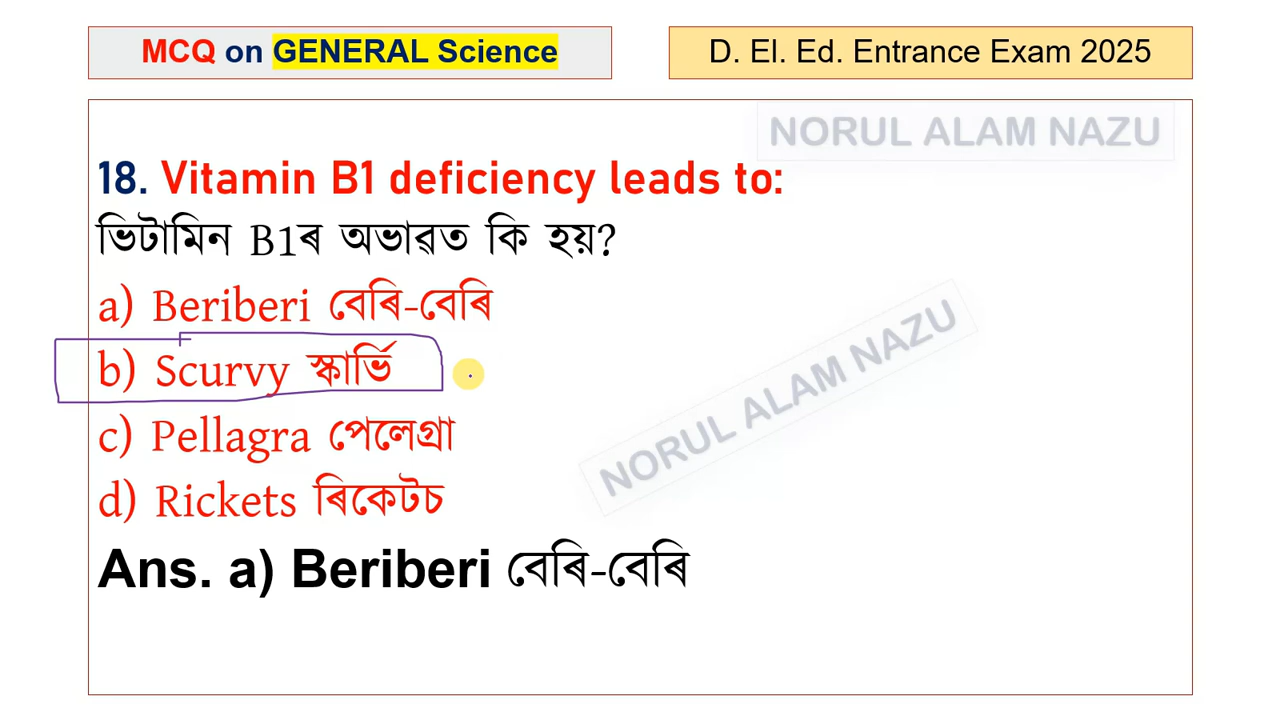 MCQ on GENERAL Science
D. El. Ed. Entrance Exam 2025
NORUL ALAM NAZU
18. Vitamin B1 deficiency leads to:
ভিটামিন B1ৰ অভাৱত কি হয়?
a) Beriberi বেৰি-বেৰি
b) Scurvy স্কাৰ্ভি
c) Pellagra পেলেগ্ৰা
d) Rickets ৰিকেটচ
NORUL ALAM NAZU
Ans. a) Beriberi বেৰি-বেৰি